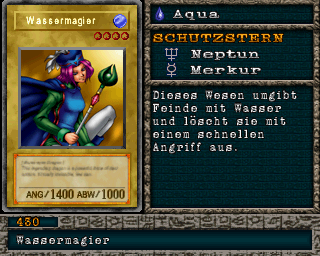 Wassermagier
ANG/1400 ABW/1000
Aqua
SCHUTZSTERN
Neptun
Merkur
Dieses Wesen umgibt
Feinde mit Wasser
und löscht sie mit
einem schnellen
Angriff aus.
430
Wassermagier